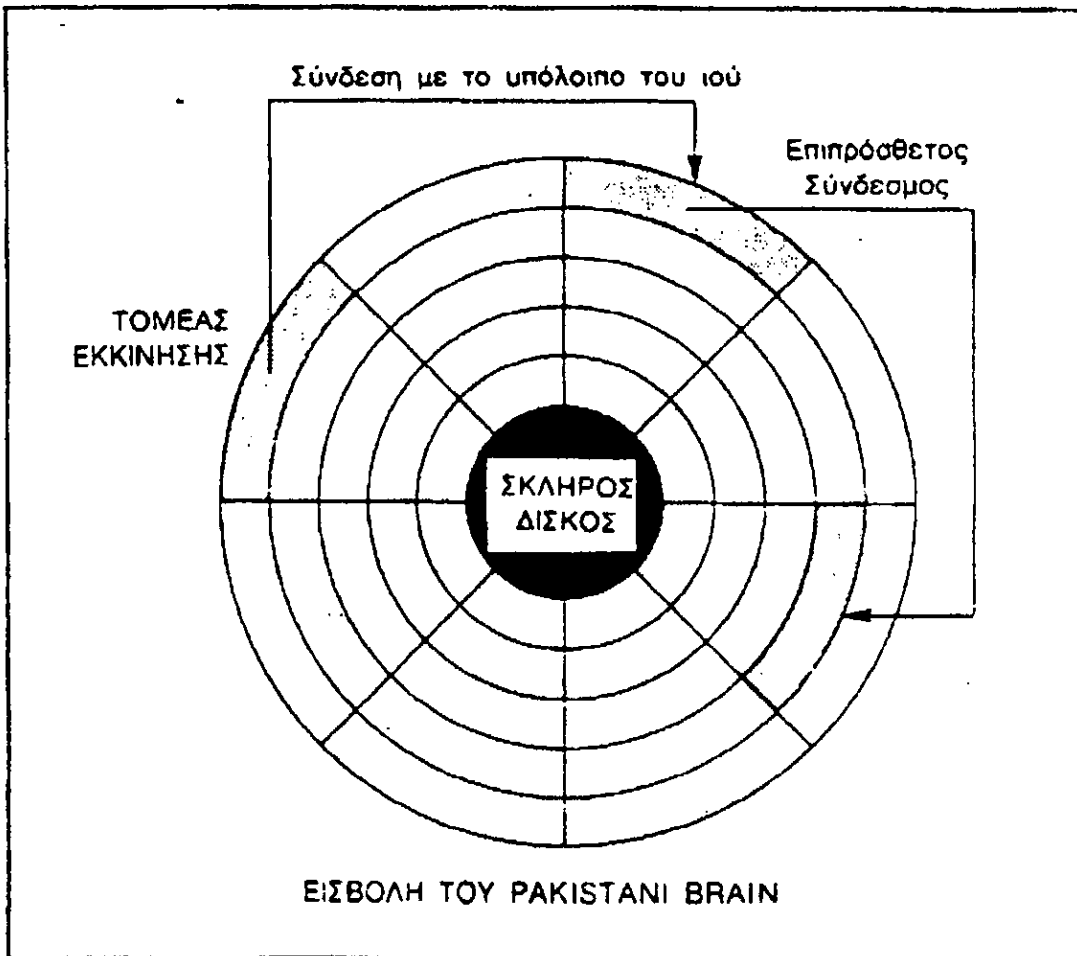 Σύνδεση με το υπόλοιπο του ιού
Επιπρόσθετος
Σύνδεσμος
ΤΟΜΕΑΣ
ΕΚΚΙΝΗΣΗΣ
ΣΚΛΗΡΟΣ
ΔΙΣΚΟΣ
ΕΙΣΒΟΛΗ ΤΟΥ PAKISTANI BRAIN